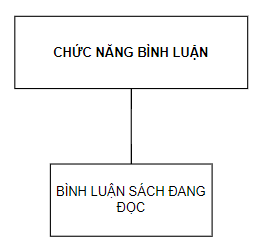 CHỨC NĂNG BÌNH LUẬN
BÌNH LUẬN SÁCH ĐANG
ĐỌC